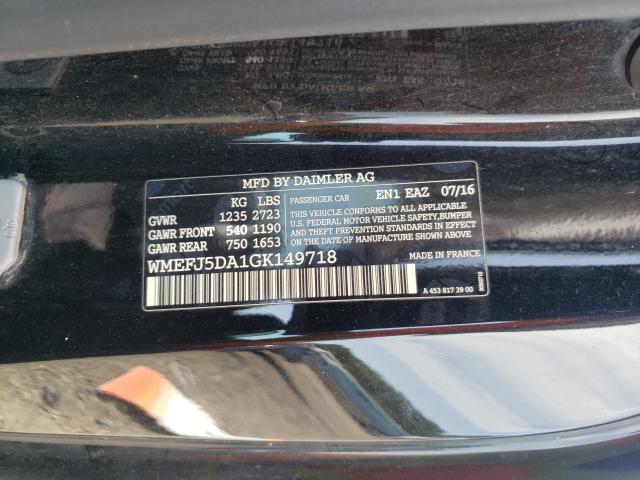 MFD BY DAIMLER AG
KG LBS
GVWR 1235 2723
GAWR FRONT 540 1190
GAWR REAR 750 1653
PASSENGER CAR EN1 EAZ 07/16
THIS VEHICLE CONFORMS TO ALL APPLICABLE
U.S. FEDERAL MOTOR VEHICLE SAFETY, BUMPER
AND THEFT PREVENTION STANDARDS IN
EFFECT ON THE DATE OF MANUFACTURE
SHOWN ABOVE.
WMEFJ5DA1GK149718
MADE IN FRANCE
A 453 817 39 00